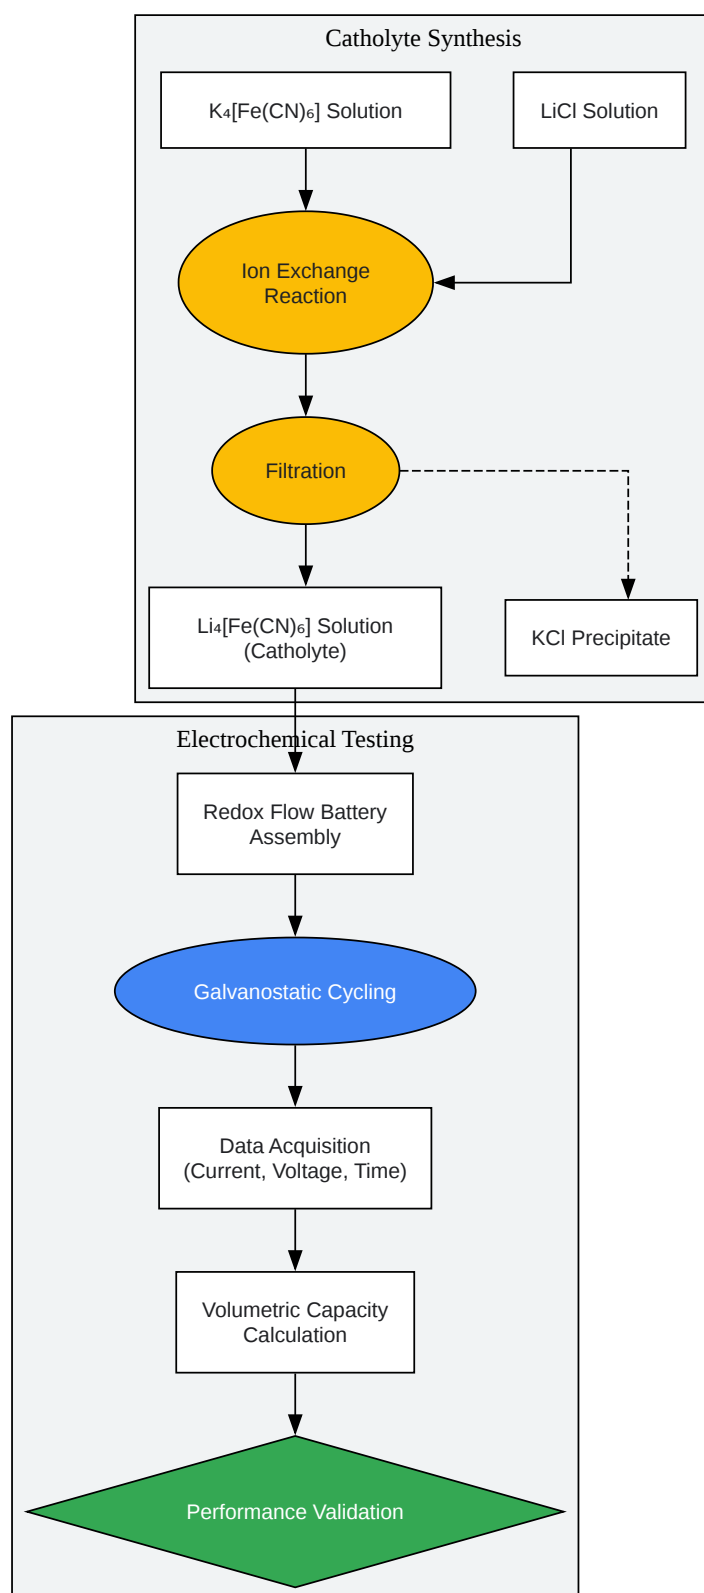 Catholyte Synthesis
K₄[Fe(CN)₆] Solution
LiCl Solution
Ion Exchange
Reaction
Filtration
Li₄[Fe(CN)₆] Solution
(Catholyte)
KCl Precipitate
Electrochemical Testing
Redox Flow Battery
Assembly
Galvanostatic Cycling
Data Acquisition
(Current, Voltage, Time)
Volumetric Capacity
Calculation
Performance Validation